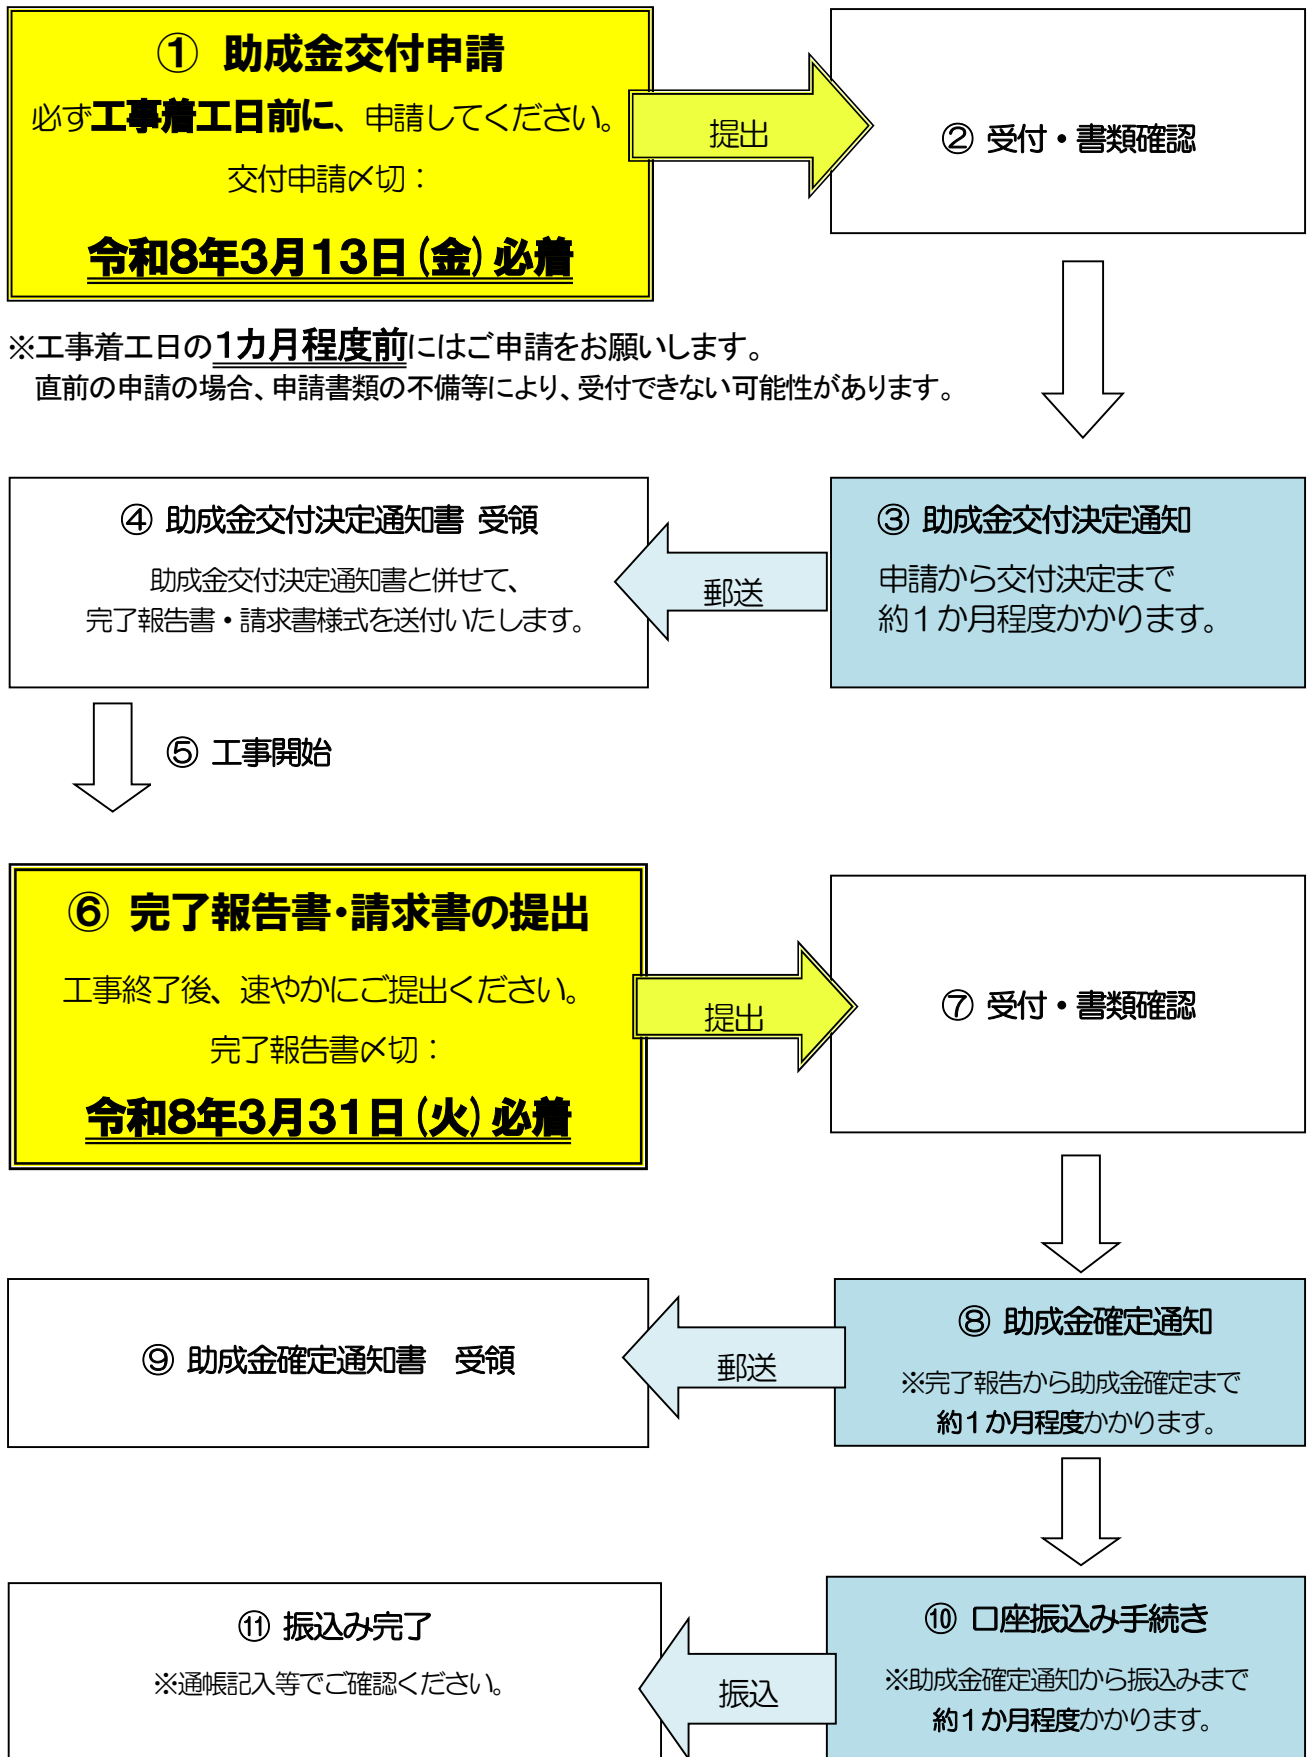 ① 助成金交付申請
必ず工事着工日前に、申請してください。
交付申請〆切：
令和8年3月13日(金)必着
提出
② 受付・書類確認
※工事着工日の1カ月程度前にはご申請をお願いします。
直前の申請の場合、申請書類の不備等により、受付できない可能性があります。
③ 助成金交付決定通知
申請から交付決定まで
約１か月程度かかります。
郵送
④ 助成金交付決定通知書 受領
助成金交付決定通知書と併せて、
完了報告書・請求書様式を送付いたします。
⑤ 工事開始
⑥ 完了報告書・請求書の提出
工事終了後、速やかにご提出ください。
完了報告書〆切：
令和8年3月31日(火)必着
提出
⑦ 受付・書類確認
⑧ 助成金確定通知
※完了報告から助成金確定まで
約１か月程度かかります。
郵送
⑨ 助成金確定通知書　受領
⑩ 口座振込み手続き
※助成金確定通知から振込みまで
約１か月程度かかります。
振込
⑪ 振込み完了
※通帳記入等でご確認ください。